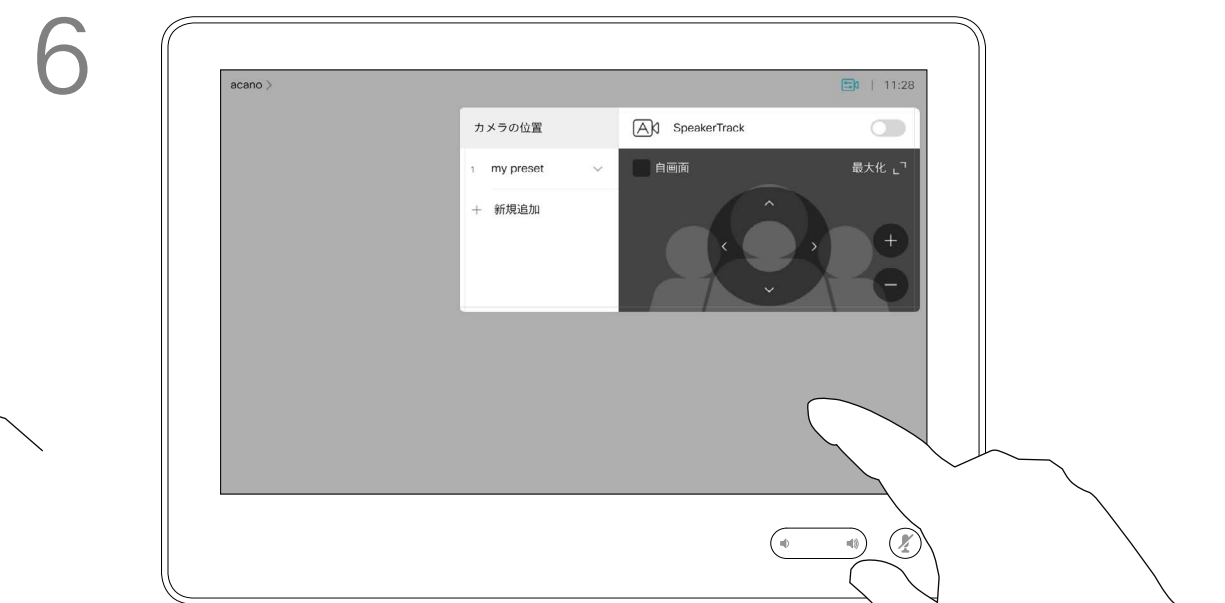 6
acano >
11:28
カメラの位置
SpeakerTrack
1 my preset
自画面
最大化
+ 新規追加